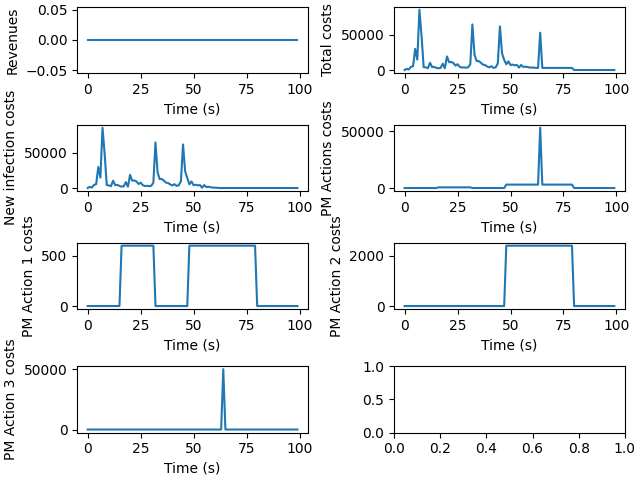 Revenues
0.05
0.00
−0.05
0 25 50 75 100
Time (s)
Total costs
50000
0
0 25 50 75 100
Time (s)
New infection costs
50000
0
0 25 50 75 100
Time (s)
PM Actions costs
50000
0
0 25 50 75 100
Time (s)
PM Action 1 costs
500
0
0 25 50 75 100
Time (s)
PM Action 2 costs
2000
0
0 25 50 75 100
Time (s)
PM Action 3 costs
50000
0
0 25 50 75 100
Time (s)
1.0
0.5
0.0
0.0 0.2 0.4 0.6 0.8 1.0